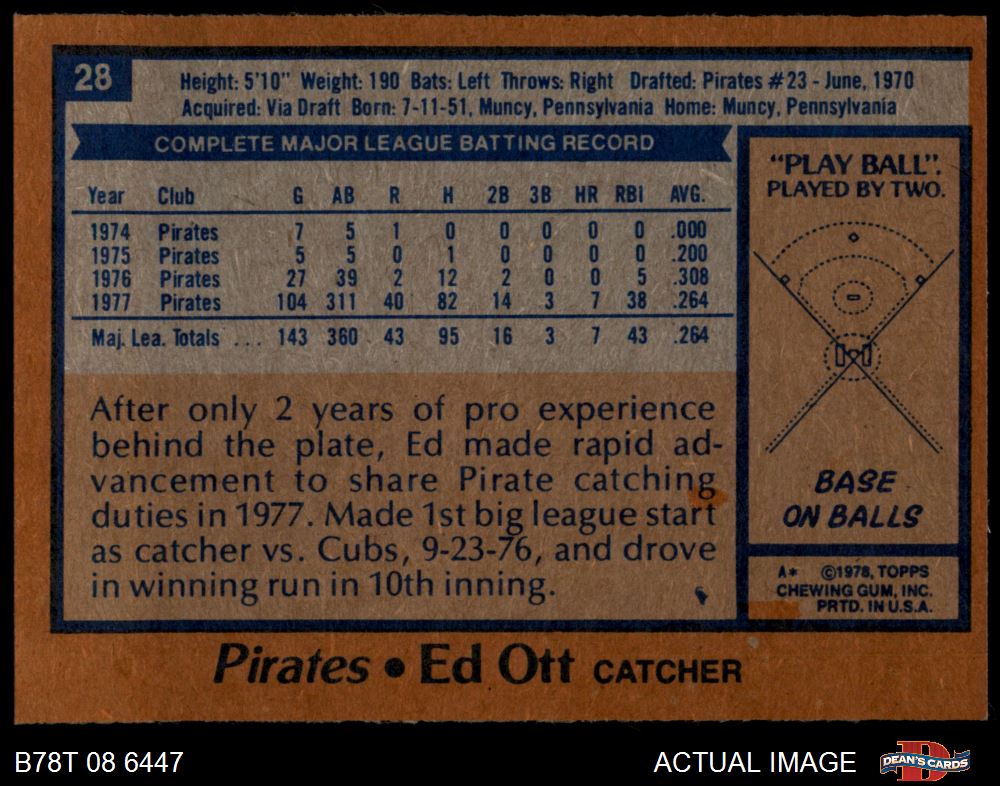 28
Height: 5'10" Weight: 190 Bats: Left Throws: Right Drafted: Pirates #23 - June, 1970
Acquired: Via Draft Born: 7-11-51, Muncy, Pennsylvania Home: Muncy, Pennsylvania
COMPLETE MAJOR LEAGUE BATTING RECORD
Year Club G AB R H 2B 3B HR RBI AVG.
1974 Pirates 7 5 1 0 0 0 0 0 .000
1975 Pirates 5 5 0 1 0 0 0 0 .200
1976 Pirates 27 39 2 12 2 0 0 5 .308
1977 Pirates 104 311 40 82 14 3 7 38 .264
Maj. Lea. Totals ... 143 360 43 95 16 3 7 43 .264
After only 2 years of pro experience
behind the plate, Ed made rapid ad-
vancement to share Pirate catching
duties in 1977. Made 1st big league start
as catcher vs. Cubs, 9-23-76, and drove
in winning run in 10th inning.
"PLAY BALL".
PLAYED BY TWO.
BASE
ON BALLS
A* ©1978, TOPPS
CHEWING GUM, INC.
PRTD. IN U.S.A.
Pirates • Ed Ott CATCHER
B78T 08 6447
ACTUAL IMAGE
D
DEAN'S CARDS